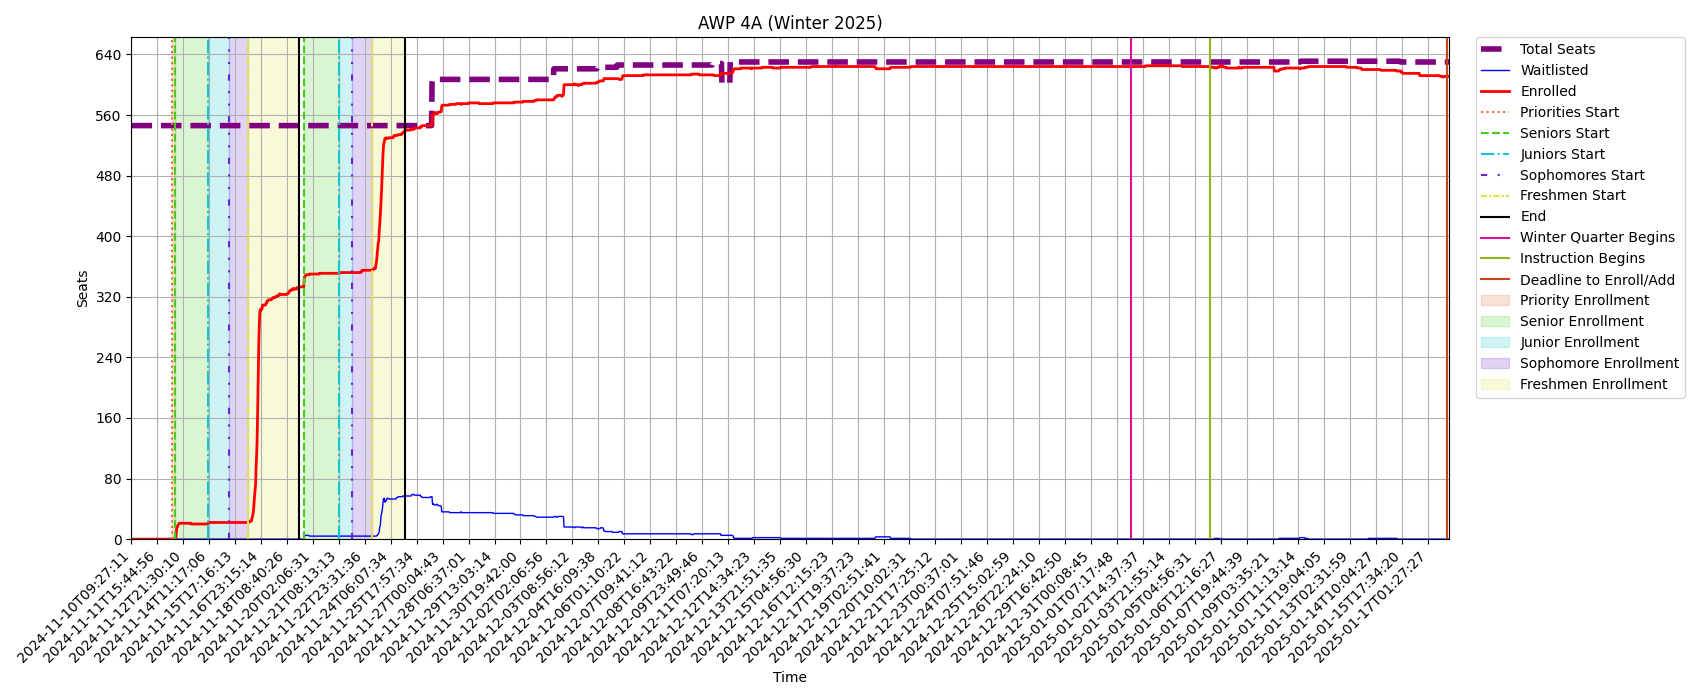 AWP 4A (Winter 2025)
Seats
640
560
480
400
320
240
160
80
0
2024-11-10T09:27:11
2024-11-11T15:44:56
2024-11-12T21:30:10
2024-11-14T11:17:06
2024-11-15T17:16:13
2024-11-16T23:15:14
2024-11-18T08:40:26
2024-11-20T02:06:31
2024-11-21T08:13:13
2024-11-22T23:31:36
2024-11-24T06:07:34
2024-11-25T17:57:34
2024-11-27T00:04:43
2024-11-28T06:37:01
2024-11-29T13:03:14
2024-11-30T19:42:00
2024-12-02T02:06:56
2024-12-03T08:56:12
2024-12-04T16:09:38
2024-12-06T01:10:22
2024-12-07T09:41:12
2024-12-08T16:43:22
2024-12-09T23:49:46
2024-12-11T07:20:13
2024-12-12T14:34:23
2024-12-13T21:51:35
2024-12-15T04:56:30
2024-12-16T12:15:23
2024-12-17T19:37:23
2024-12-19T02:51:41
2024-12-20T10:02:31
2024-12-21T17:25:12
2024-12-23T00:37:01
2024-12-24T07:51:46
2024-12-25T15:02:59
2024-12-26T22:24:10
2024-12-29T16:42:50
2024-12-31T00:08:45
2025-01-01T07:17:48
2025-01-02T14:37:37
2025-01-03T21:55:14
2025-01-05T04:56:31
2025-01-06T12:16:27
2025-01-07T19:44:39
2025-01-09T03:35:21
2025-01-10T11:13:14
2025-01-11T19:04:05
2025-01-13T02:31:59
2025-01-14T10:04:27
2025-01-15T17:34:20
2025-01-17T01:27:27
Time
Total Seats
Waitlisted
Enrolled
Priorities Start
Seniors Start
Juniors Start
Sophomores Start
Freshmen Start
End
Winter Quarter Begins
Instruction Begins
Deadline to Enroll/Add
Priority Enrollment
Senior Enrollment
Junior Enrollment
Sophomore Enrollment
Freshmen Enrollment